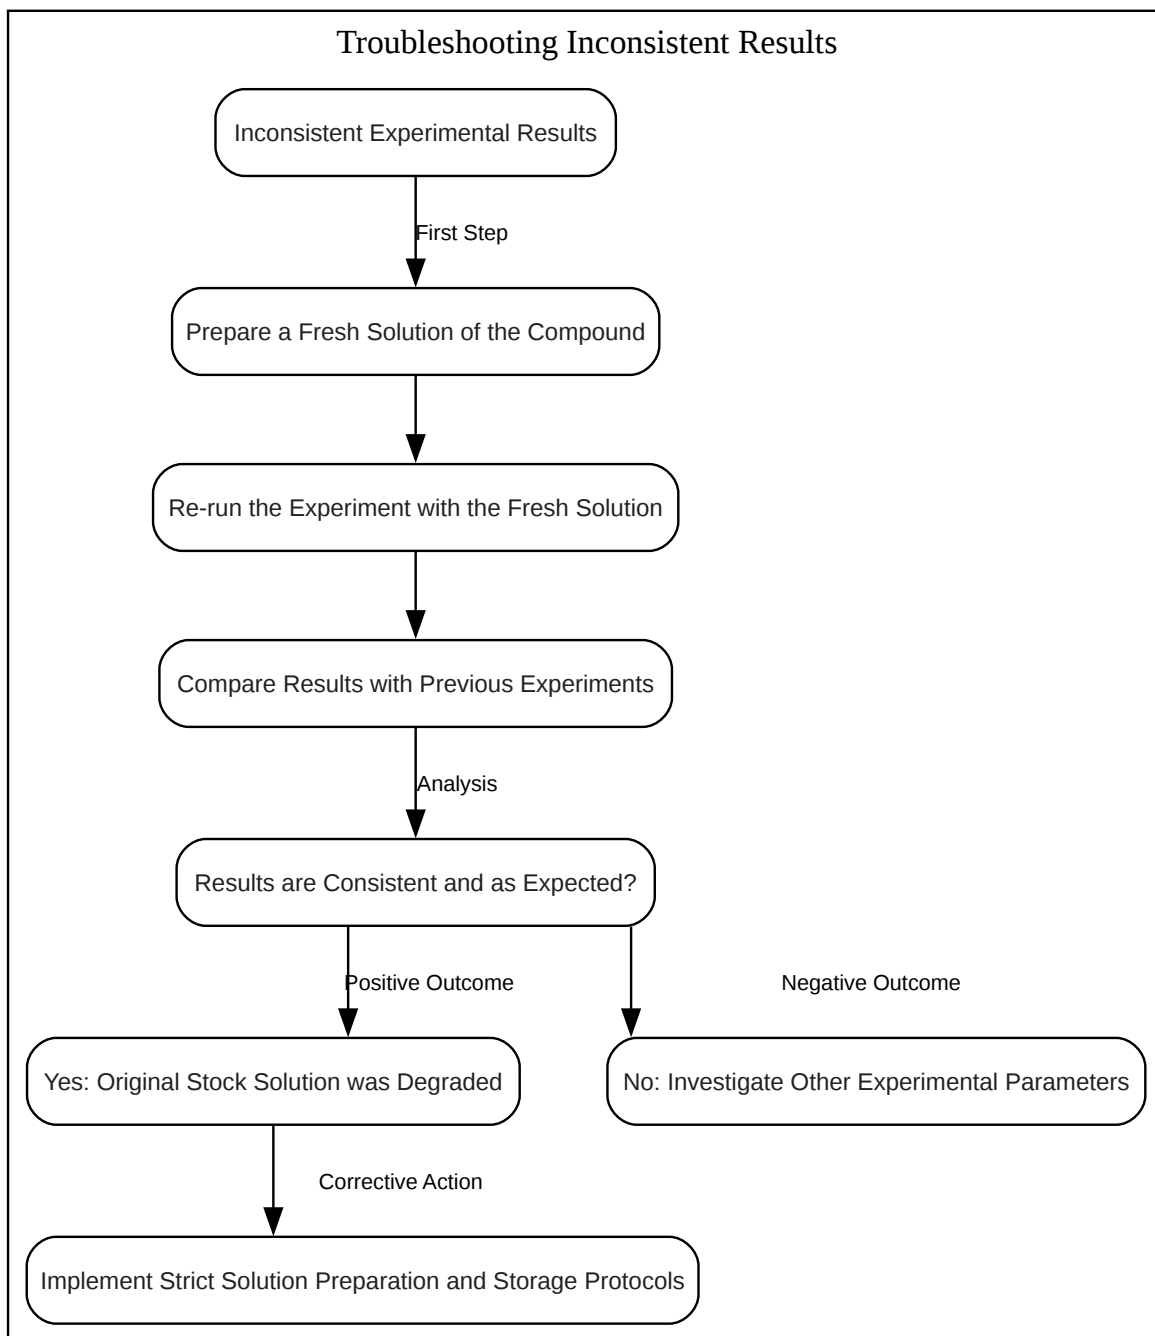 Troubleshooting Inconsistent Results
Inconsistent Experimental Results
First Step
Prepare a Fresh Solution of the Compound
Re-run the Experiment with the Fresh Solution
Compare Results with Previous Experiments
Analysis
Results are Consistent and as Expected?
Positive Outcome
Negative Outcome
Yes: Original Stock Solution was Degraded
No: Investigate Other Experimental Parameters
Corrective Action
Implement Strict Solution Preparation and Storage Protocols